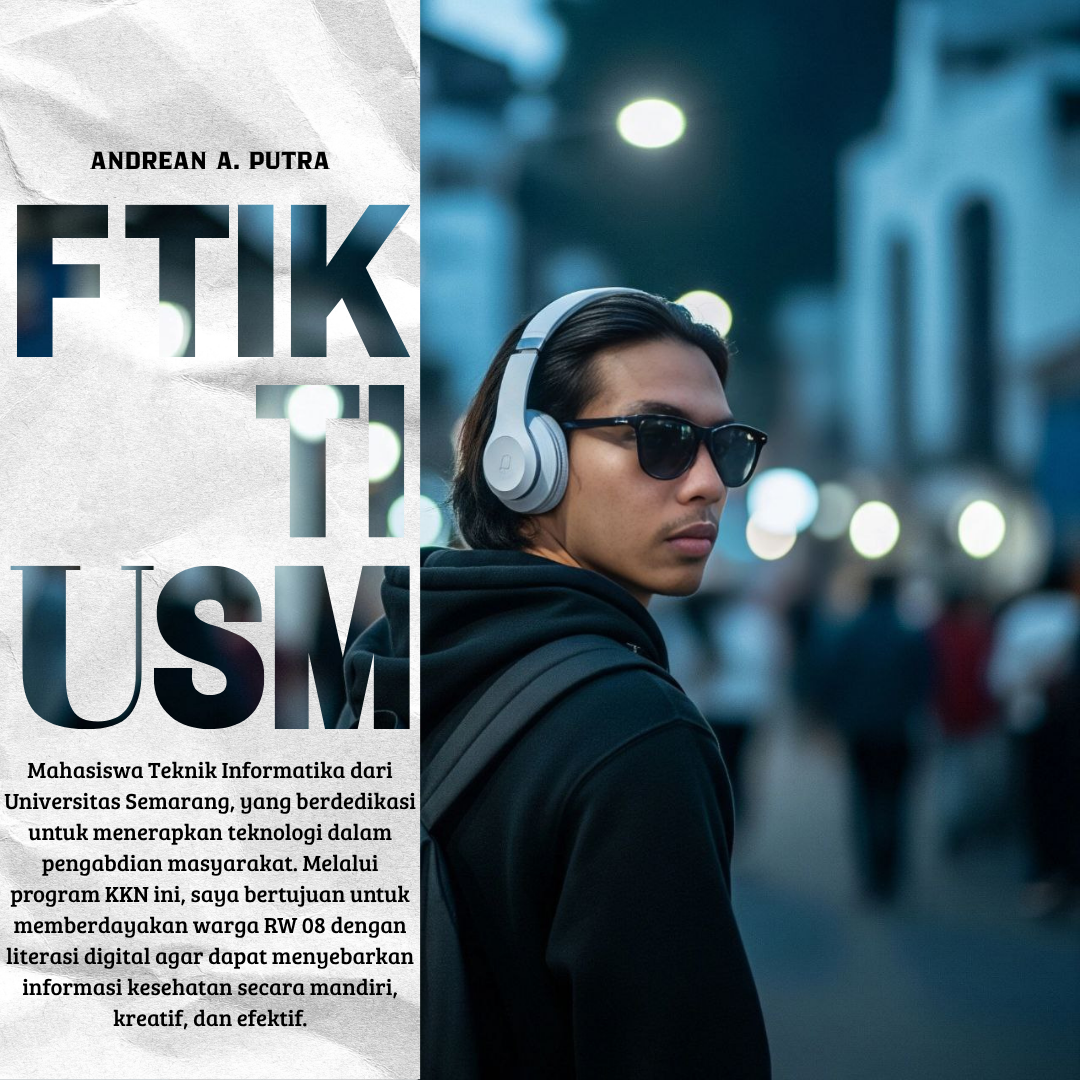 ANDREAN A. PUTRA
FTIK
TI
USM
Mahasiswa Teknik Informatika dari
Universitas Semarang, yang berdedikasi
untuk menerapkan teknologi dalam
pengabdian masyarakat. Melalui
program KKN ini, saya bertujuan untuk
memberdayakan warga RW 08 dengan
literasi digital agar dapat menyebarkan
informasi kesehatan secara mandiri,
kreatif, dan efektif.